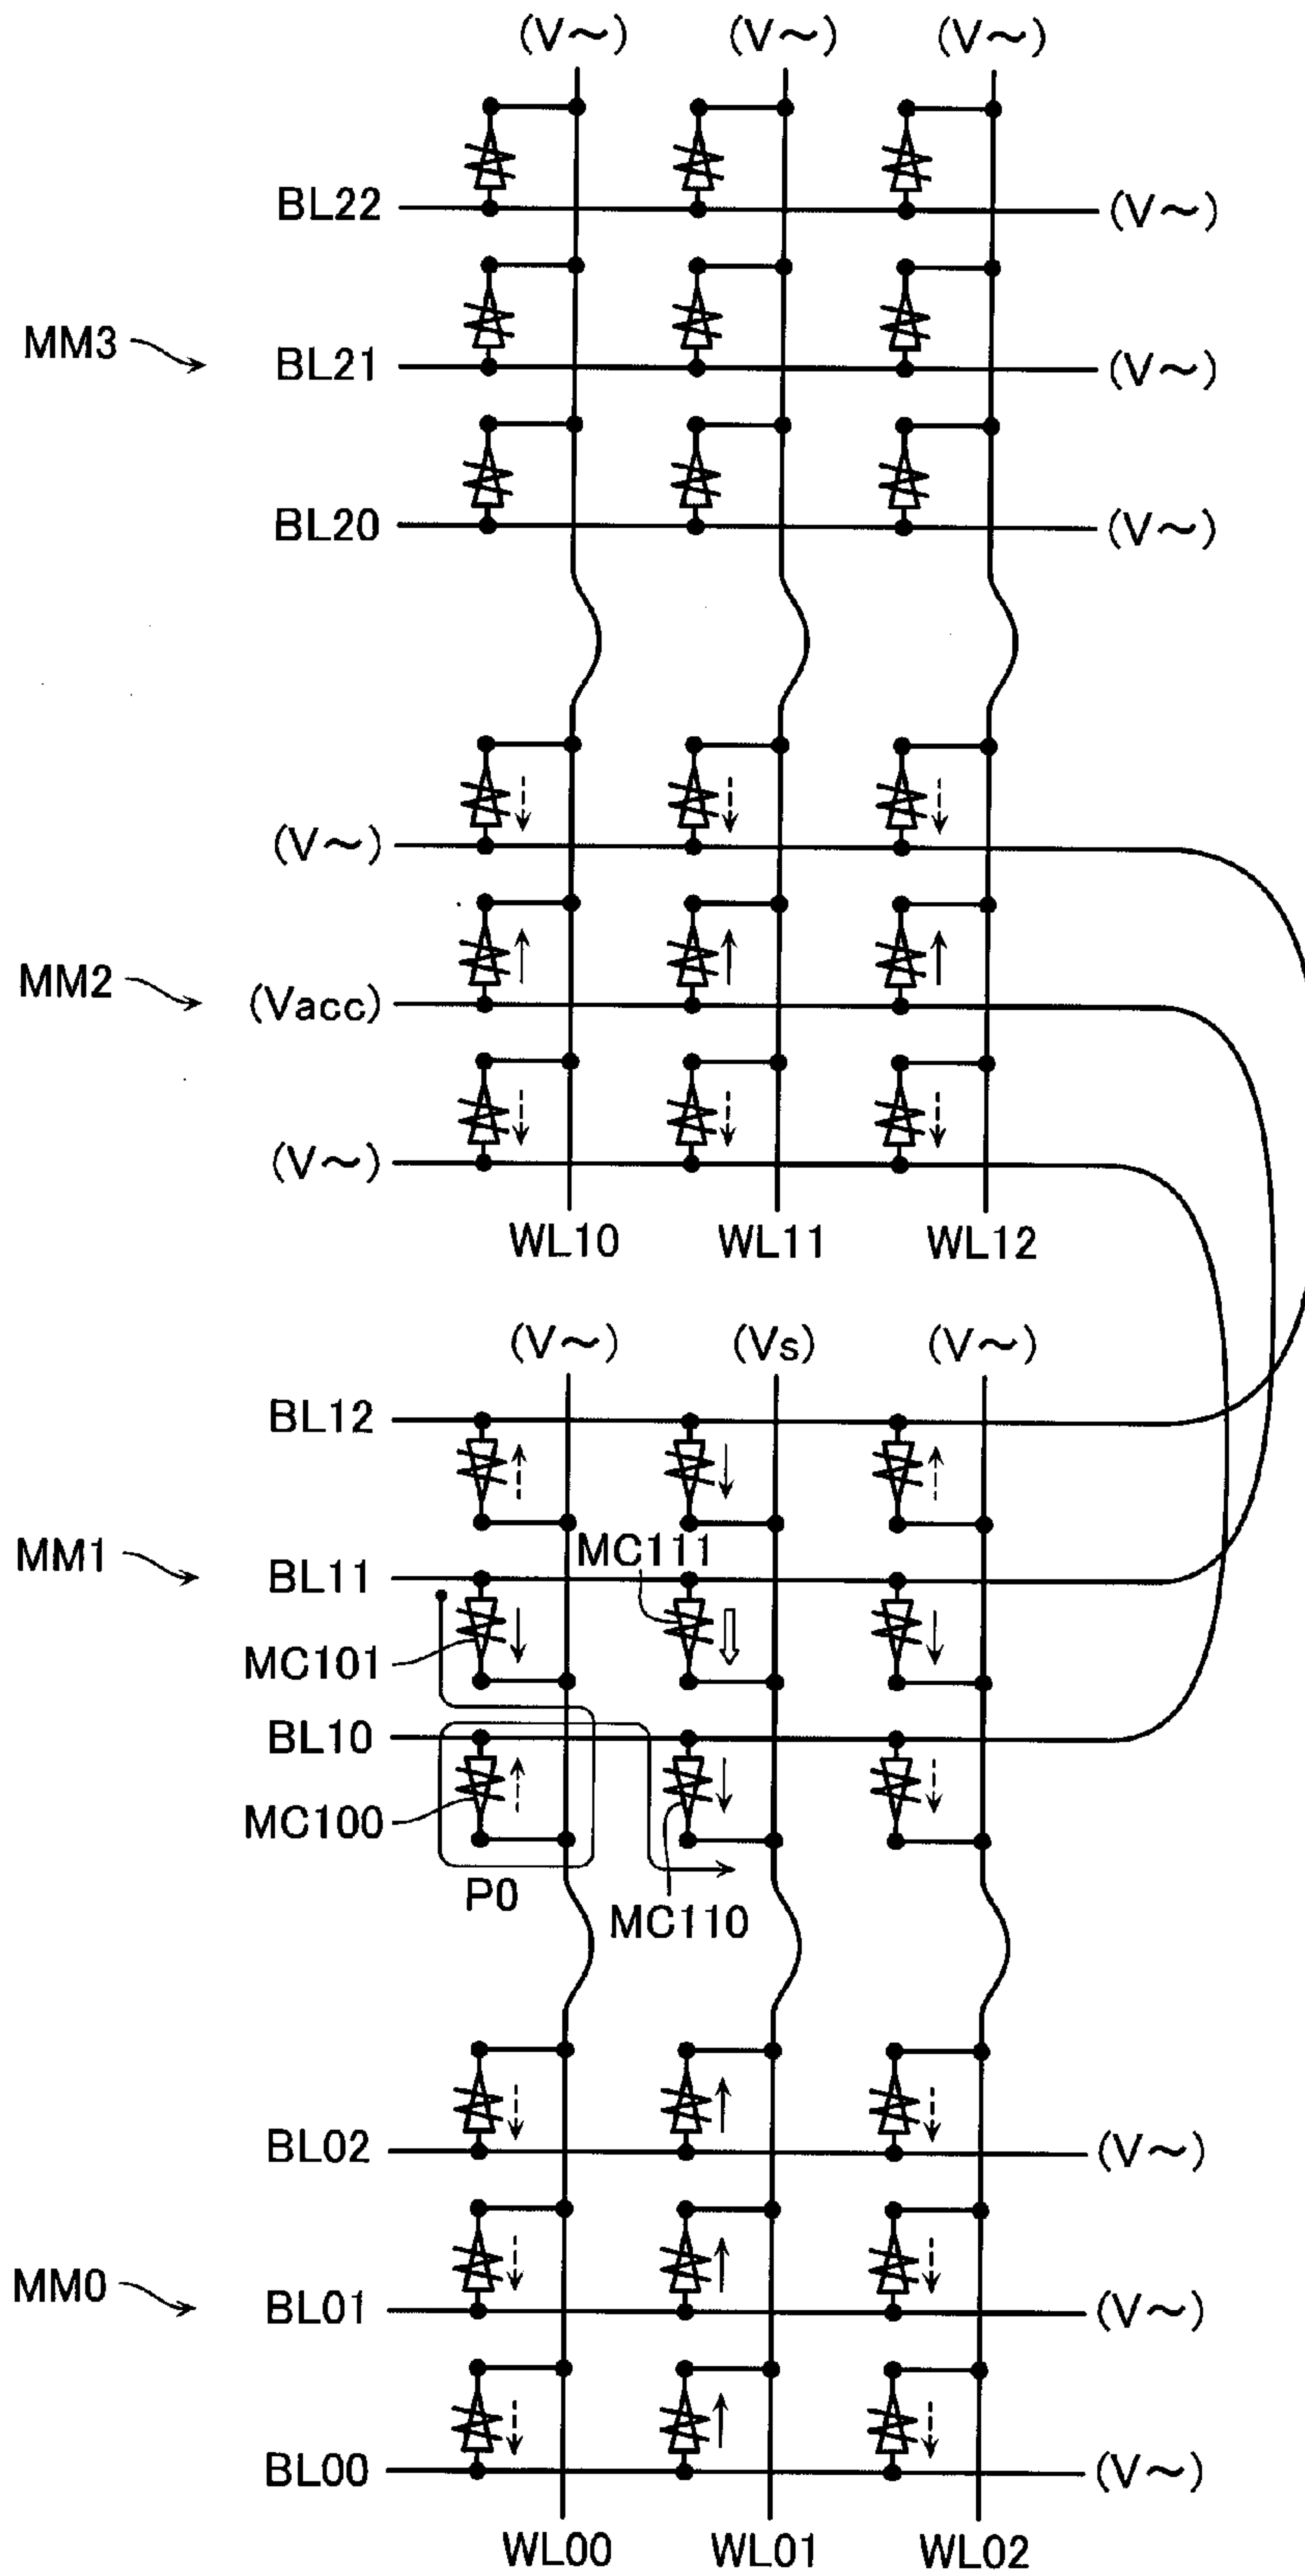 (V～) (V～) (V～)
BL22 (V～)
MM3 BL21 (V～)
BL20 (V～)
(V～)
MM2 (Vacc)
(V～)
WL10 WL11 WL12
(V～) (Vs) (V～)
BL12
MC111
MM1 BL11
MC101
BL10
MC100
P0
MC110
BL02 (V～)
MM0 BL01 (V～)
BL00 (V～)
WL00 WL01 WL02